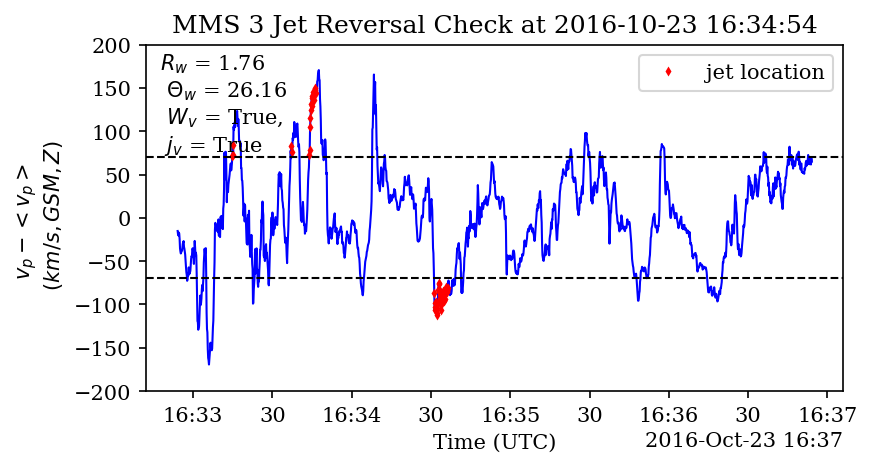 MMS 3 Jet Reversal Check at 2016-10-23 16:34:54
R_w = 1.76
Θ_w = 26.16
W_v = True,
j_v = True
jet location
v_p − < v_p >
(km/s, GSM, Z)
200
150
100
50
0
−50
−100
−150
−200
16:33 30 16:34 30 16:35 30 16:36 30 16:37
Time (UTC)
2016-Oct-23 16:37